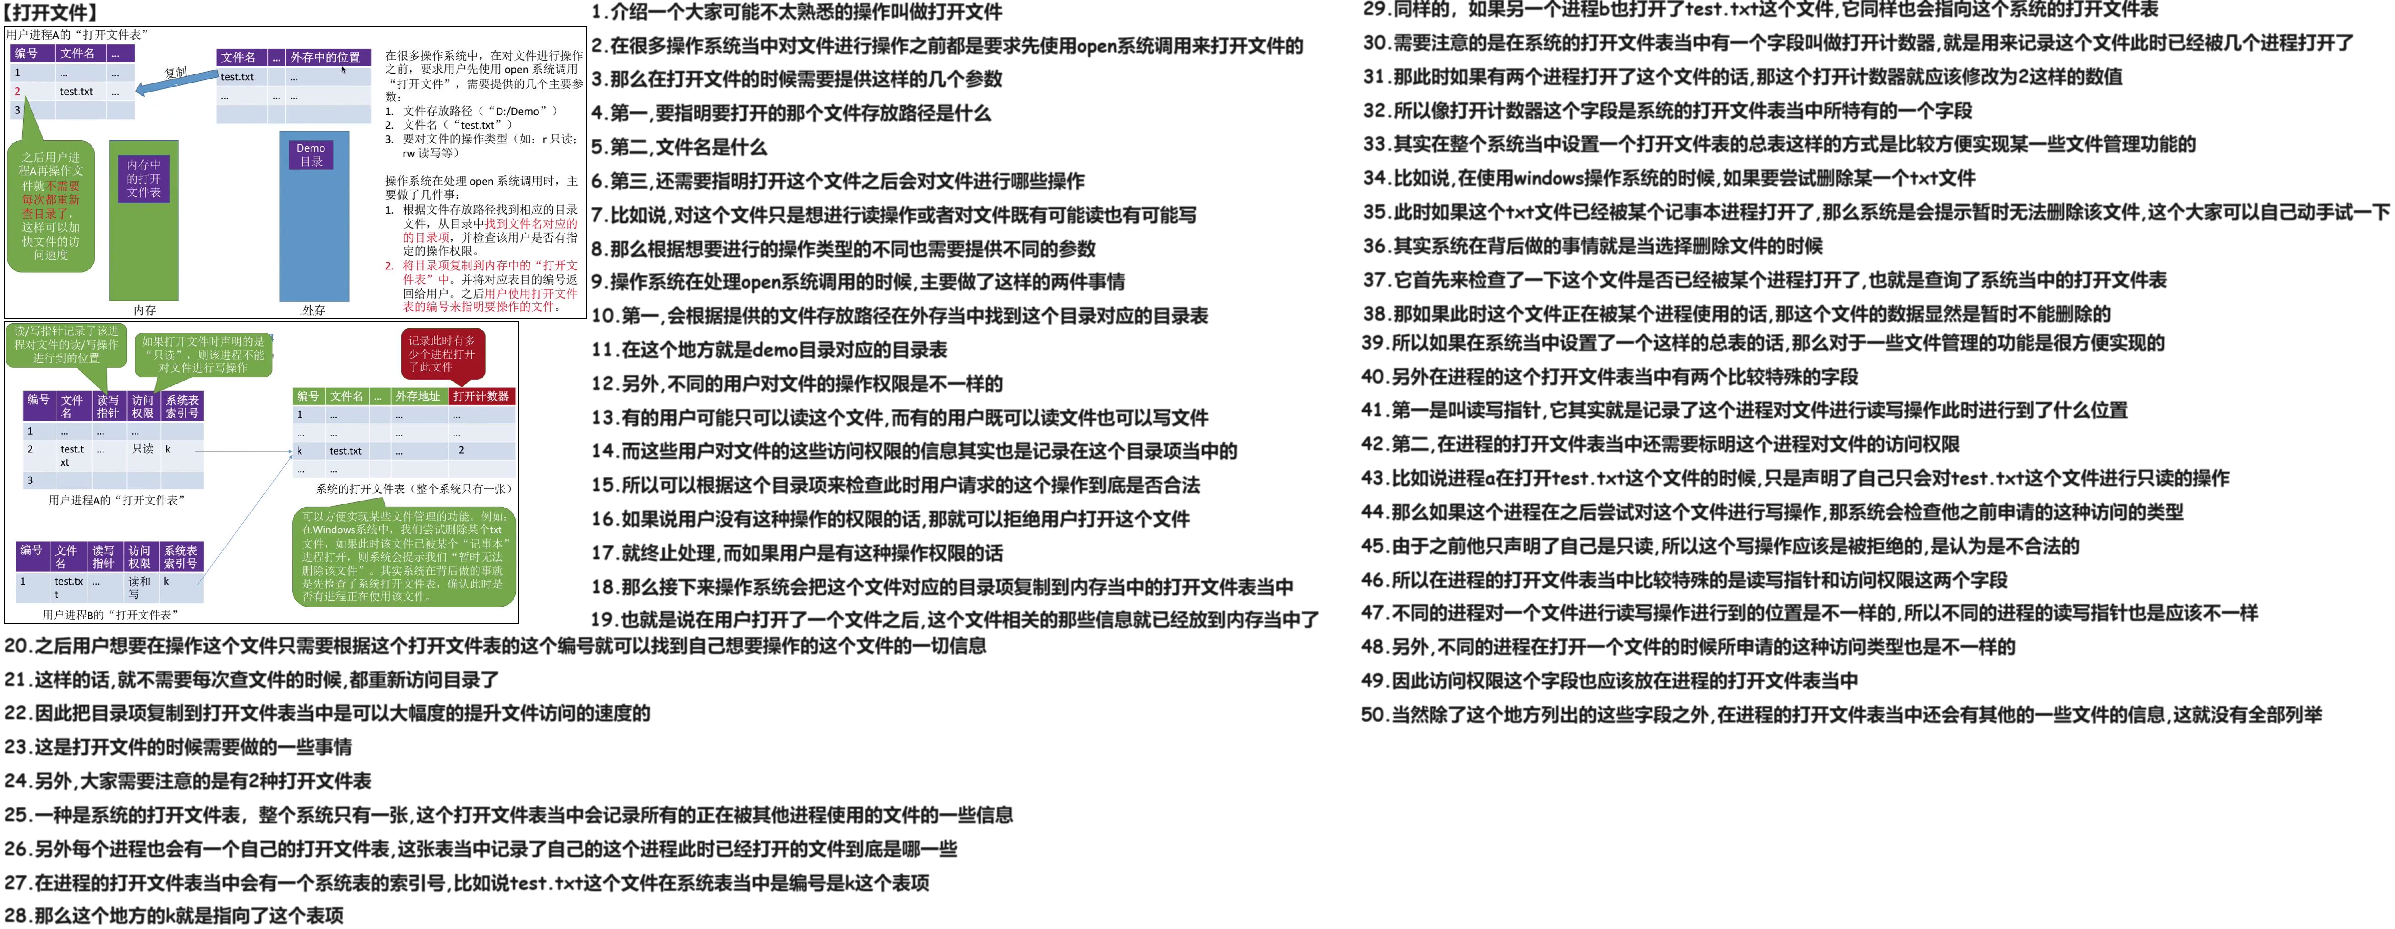 【打开文件】
用户进程A的“打开文件表”
编号 文件名 ...
1 ... ...
2 test.txt ...
3
复制
文件名 ... 外存中的位置
test.txt ...
... ... ...
之后用户进
程A再操作文
件就不需要
每次都重新
查目录了，
这样可以加
快文件的访
问速度
内存中
的打开
文件表
内存
Demo
目录
外存
在很多操作系统中，在对文件进行操作
之前，要求用户先使用 open 系统调用
“打开文件”，需要提供的几个主要参
数：
1. 文件存放路径（“D:/Demo”）
2. 文件名（“test.txt”）
3. 要对文件的操作类型（如：r 只读；
rw 读写等）
操作系统在处理 open 系统调用时，主
要做了几件事：
1. 根据文件存放路径找到相应的目录
文件，从目录中找到文件名对应的
的目录项，并检查该用户是否有指
定的操作权限。
2. 将目录项复制到内存中的“打开文
件表”中。并将对应表目的编号返
回给用户。之后用户使用打开文件
表的编号来指明要操作的文件。
读/写指针记录了该进
程对文件的读/写操作
进行到的位置
如果打开文件时声明的是
“只读”，则该进程不能
对文件进行写操作
记录此时有多
少个进程打开
了此文件
编号 文件名 读写指针 访问权限 系统表索引号
1 ... ... ...
2 test.txt ... 只读 k
3
用户进程A的“打开文件表”
编号 文件名 ... 外存地址 打开计数器
1 ... ... ...
... ... ... ...
k test.txt ... 2
... ...
系统的打开文件表（整个系统只有一张）
编号 文件名 读写指针 访问权限 系统表索引号
1 test.txt ... 读和写 k
用户进程B的“打开文件表”
可以方便实现某些文件管理的功能。例如：
在Windows系统中，我们尝试删除某个txt
文件，如果此时该文件已被某个“记事本”
进程打开，则系统会提示我们“暂时无法
删除该文件”。其实系统在背后做的事就
是先检查了系统打开文件表，确认此时是
否有进程正在使用该文件。
1.介绍一个大家可能不太熟悉的操作叫做打开文件
2.在很多操作系统当中对文件进行操作之前都是要求先使用open系统调用来打开文件的
3.那么在打开文件的时候需要提供这样的几个参数
4.第一,要指明要打开的那个文件存放路径是什么
5.第二,文件名是什么
6.第三,还需要指明打开这个文件之后会对文件进行哪些操作
7.比如说,对这个文件只是想进行读操作或者对文件既有可能读也有可能写
8.那么根据想要进行的操作类型的不同也需要提供不同的参数
9.操作系统在处理open系统调用的时候,主要做了这样的两件事情
10.第一,会根据提供的文件存放路径在外存当中找到这个目录对应的目录表
11.在这个地方就是demo目录对应的目录表
12.另外,不同的用户对文件的操作权限是不一样的
13.有的用户可能只可以读这个文件,而有的用户既可以读文件也可以写文件
14.而这些用户对文件的这些访问权限的信息其实也是记录在这个目录项当中的
15.所以可以根据这个目录项来检查此时用户请求的这个操作到底是否合法
16.如果说用户没有这种操作的权限的话,那就可以拒绝用户打开这个文件
17.就终止处理,而如果用户是有这种操作权限的话
18.那么接下来操作系统会把这个文件对应的目录项复制到内存当中的打开文件表当中
19.也就是说在用户打开了一个文件之后,这个文件相关的那些信息就已经放到内存当中了
20.之后用户想要在操作这个文件只需要根据这个打开文件表的这个编号就可以找到自己想要操作的这个文件的一切信息
21.这样的话,就不需要每次查文件的时候,都重新访问目录了
22.因此把目录项复制到打开文件表当中是可以大幅度的提升文件访问的速度的
23.这是打开文件的时候需要做的一些事情
24.另外,大家需要注意的是有2种打开文件表
25.一种是系统的打开文件表，整个系统只有一张,这个打开文件表当中会记录所有的正在被其他进程使用的文件的一些信息
26.另外每个进程也会有一个自己的打开文件表,这张表当中记录了自己的这个进程此时已经打开的文件到底是哪一些
27.在进程的打开文件表当中会有一个系统表的索引号,比如说test.txt这个文件在系统表当中是编号是k这个表项
28.那么这个地方的k就是指向了这个表项
29.同样的，如果另一个进程b也打开了test.txt这个文件,它同样也会指向这个系统的打开文件表
30.需要注意的是在系统的打开文件表当中有一个字段叫做打开计数器,就是用来记录这个文件此时已经被几个进程打开了
31.那此时如果有两个进程打开了这个文件的话,那这个打开计数器就应该修改为2这样的数值
32.所以像打开计数器这个字段是系统的打开文件表当中所特有的一个字段
33.其实在整个系统当中设置一个打开文件表的总表这样的方式是比较方便实现某一些文件管理功能的
34.比如说,在使用windows操作系统的时候,如果要尝试删除某一个txt文件
35.此时如果这个txt文件已经被某个记事本进程打开了,那么系统是会提示暂时无法删除该文件,这个大家可以自己动手试一下
36.其实系统在背后做的事情就是当选择删除文件的时候
37.它首先来检查了一下这个文件是否已经被某个进程打开了,也就是查询了系统当中的打开文件表
38.那如果此时这个文件正在被某个进程使用的话,那这个文件的数据显然是暂时不能删除的
39.所以如果在系统当中设置了一个这样的总表的话,那么对于一些文件管理的功能是很方便实现的
40.另外在进程的这个打开文件表当中有两个比较特殊的字段
41.第一是叫读写指针,它其实就是记录了这个进程对文件进行读写操作此时进行到了什么位置
42.第二,在进程的打开文件表当中还需要标明这个进程对文件的访问权限
43.比如说进程a在打开test.txt这个文件的时候,只是声明了自己只会对test.txt这个文件进行只读的操作
44.那么如果这个进程在之后尝试对这个文件进行写操作,那系统会检查他之前申请的这种访问的类型
45.由于之前他只声明了自己是只读,所以这个写操作应该是被拒绝的,是认为是不合法的
46.所以在进程的打开文件表当中比较特殊的是读写指针和访问权限这两个字段
47.不同的进程对一个文件进行读写操作进行到的位置是不一样的,所以不同的进程的读写指针也是应该不一样
48.另外,不同的进程在打开一个文件的时候所申请的这种访问类型也是不一样的
49.因此访问权限这个字段也应该放在进程的打开文件表当中
50.当然除了这个地方列出的这些字段之外,在进程的打开文件表当中还会有其他的一些文件的信息,这就没有全部列举